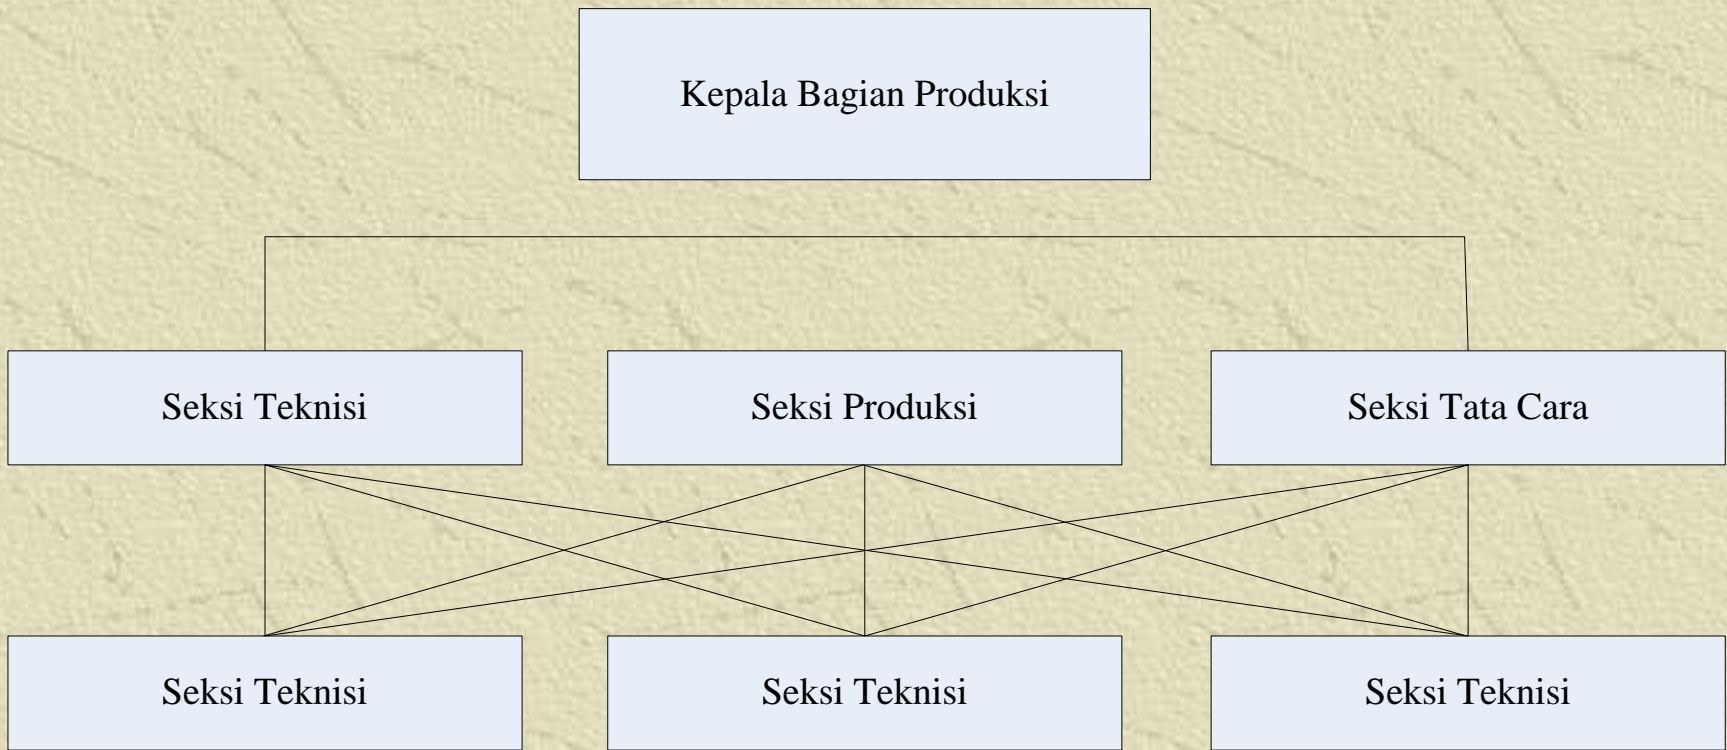 Kepala Bagian Produksi
Seksi Teknisi
Seksi Produksi
Seksi Tata Cara
Seksi Teknisi
Seksi Teknisi
Seksi Teknisi